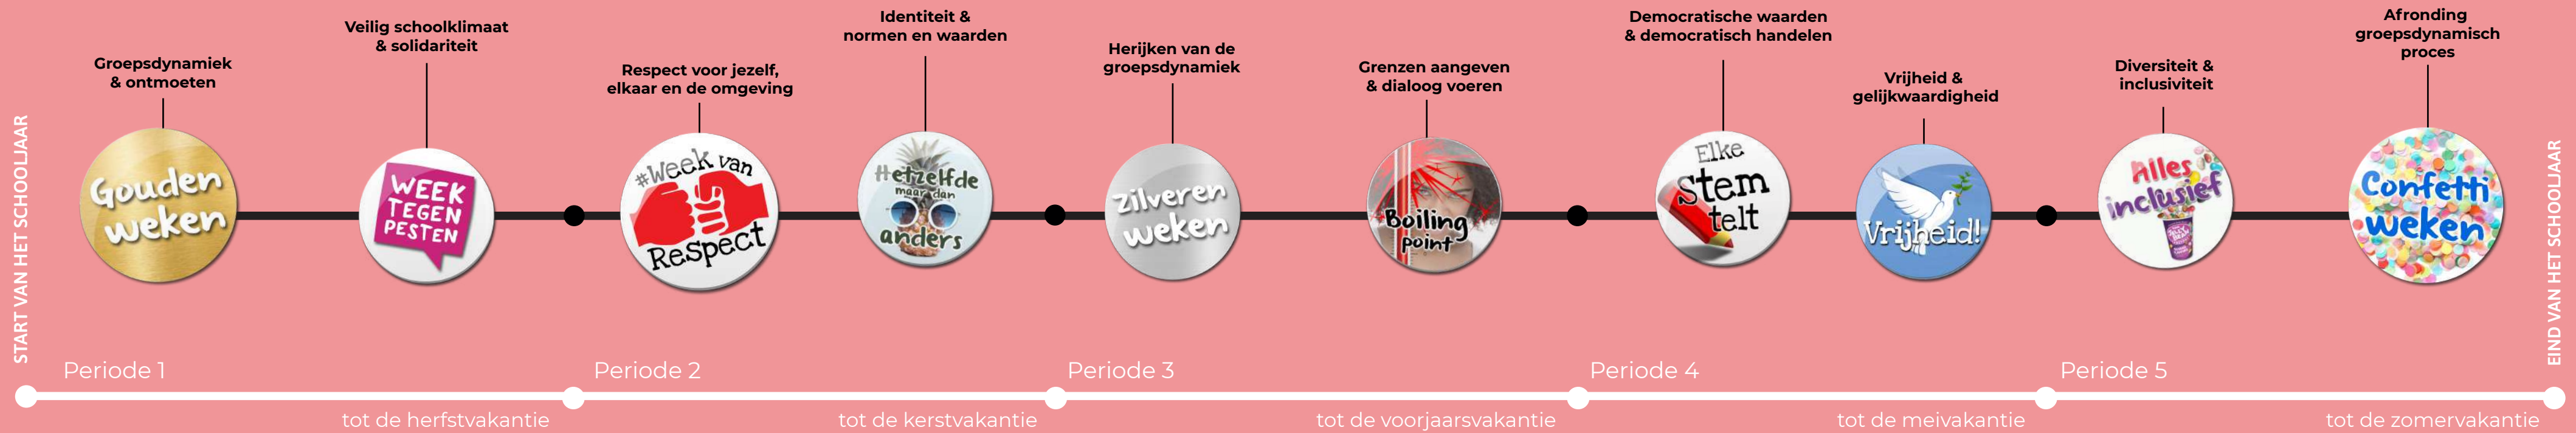 START VAN HET SCHOOLJAAR
Groepsdynamiek
& ontmoeten
Gouden
weken
Veilig schoolklimaat
& solidariteit
WEEK
TEGEN
PESTEN
Respect voor jezelf,
elkaar en de omgeving
#Week van
Respect
Identiteit &
normen en waarden
Hetzelfde
maar dan
anders
Herijken van de
groepsdynamiek
zilveren
weken
Grenzen aangeven
& dialoog voeren
Boiling
point
Democratische waarden
& democratisch handelen
Elke
stem
telt
Vrijheid &
gelijkwaardigheid
Vrijheid!
Diversiteit &
inclusiviteit
Alles
inclusief
Afronding
groepsdynamisch
proces
Confetti
weken
EIND VAN HET SCHOOLJAAR
Periode 1
tot de herfstvakantie
Periode 2
tot de kerstvakantie
Periode 3
tot de voorjaarsvakantie
Periode 4
tot de meivakantie
Periode 5
tot de zomervakantie